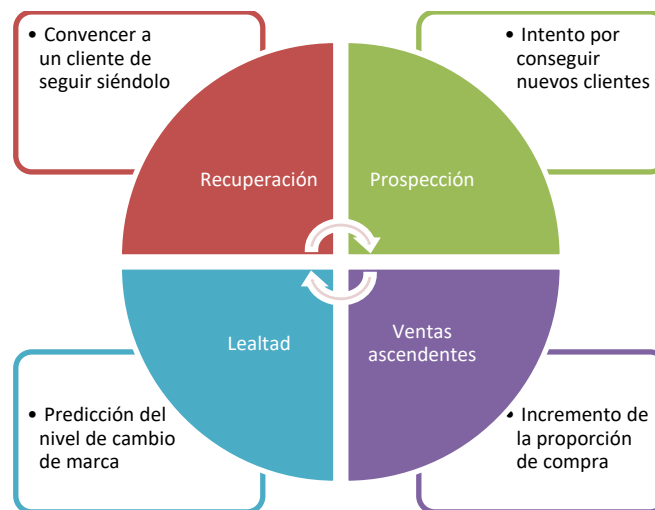 • Convencer a
un cliente de
seguir siéndolo
• Intento por
conseguir
nuevos clientes
Recuperación
Prospección
Lealtad
Ventas
ascendentes
• Predicción del
nivel de cambio
de marca
• Incremento de
la proporción
de compra